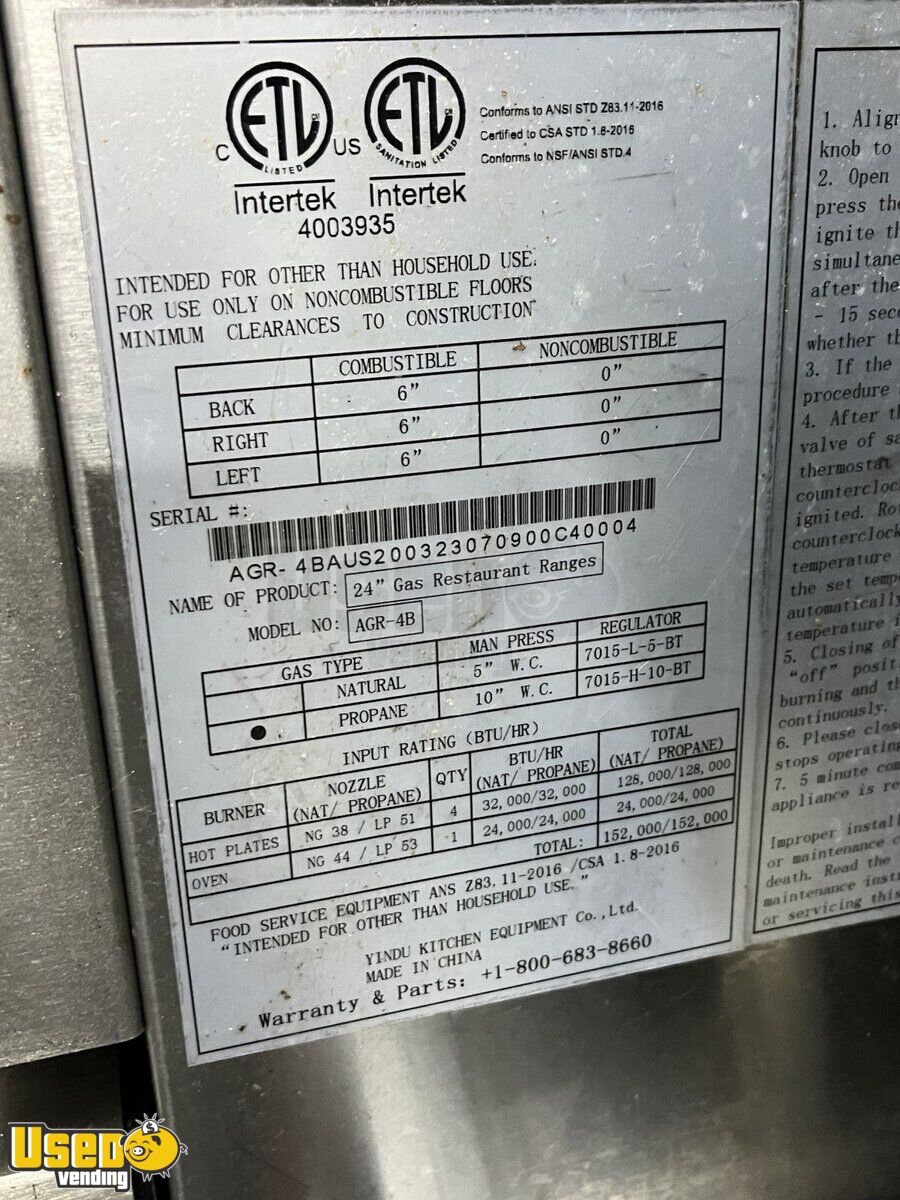 ETL
CM
LISTED
C
US
Intertek
ETL
CM
SANITATION LISTED
Intertek
4003935
Conforms to ANSI STD Z83.11-2016
Certified to CSA STD 1.8-2016
Conforms to NSF/ANSI STD.4
INTENDED FOR OTHER THAN HOUSEHOLD USE.
FOR USE ONLY ON NONCOMBUSTIBLE FLOORS
MINIMUM CLEARANCES TO CONSTRUCTION
COMBUSTIBLE NONCOMBUSTIBLE
BACK 6" 0"
RIGHT 6" 0"
LEFT 6" 0"
SERIAL #:
AGR- 4BAUS200323070900C40004
NAME OF PRODUCT: 24" Gas Restaurant Ranges
MODEL NO: AGR-4B
GAS TYPE MAN PRESS REGULATOR
NATURAL 5" W.C. 7015-L-5-BT
● PROPANE 10" W.C. 7015-H-10-BT
INPUT RATING (BTU/HR)
BURNER NOZZLE (NAT/ PROPANE) QTY BTU/HR (NAT/ PROPANE) TOTAL (NAT/ PROPANE)
HOT PLATES NG 38 / LP 51 4 32,000/32,000 128,000/128,000
OVEN NG 44 / LP 53 1 24,000/24,000 24,000/24,000
TOTAL: 152,000/152,000
FOOD SERVICE EQUIPMENT ANS Z83.11-2016 /CSA 1.8-2016
"INTENDED FOR OTHER THAN HOUSEHOLD USE."
YINDU KITCHEN EQUIPMENT Co.,Ltd.
MADE IN CHINA
Warranty & Parts: +1-800-683-8660
1. Align
knob to
2. Open
press the
ignite th
simultane
after the
- 15 seco
whether th
3. If the
procedure
4. After th
valve of sa
thermostat
counterclock
ignited. Rot
counterclock
temperature
the set tempe
automatically
temperature i
5. Closing of
"off" positi
burning and th
continuously.
6. Please close
stops operating
7. 5 minute com
appliance is re
Improper install
or maintenance c
death. Read the
maintenance inst
or servicing this
USED
vending